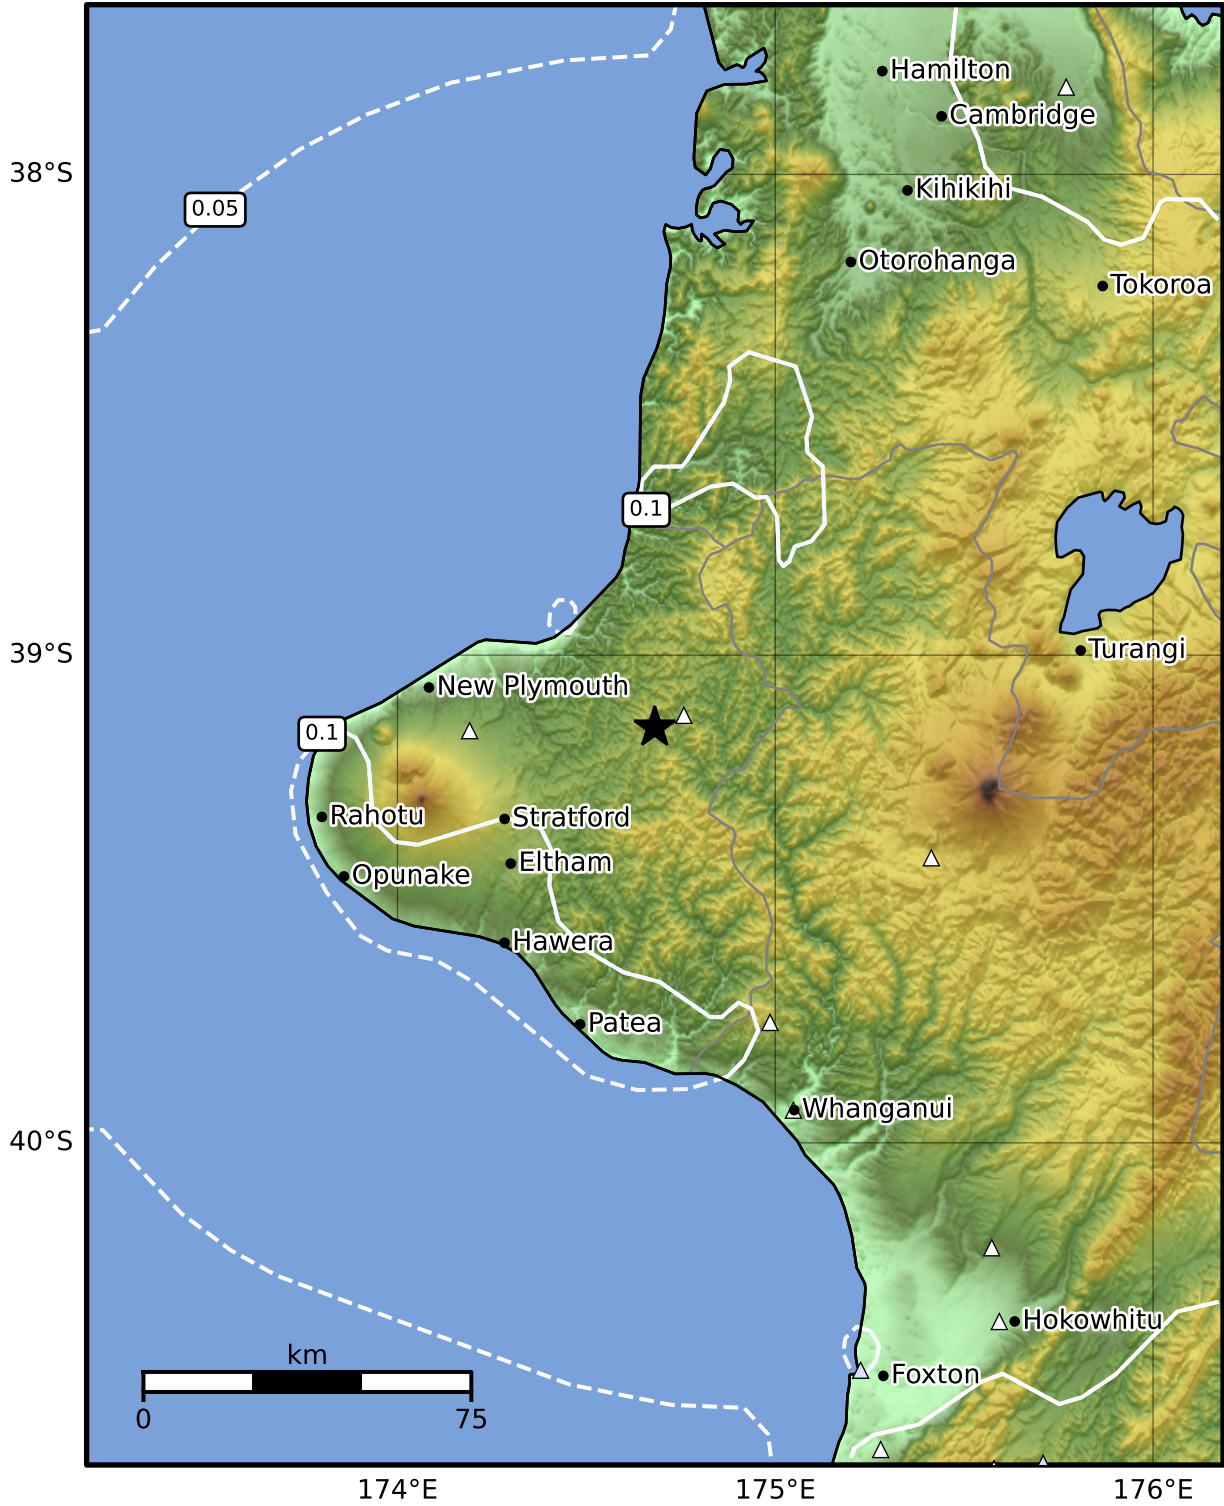 Hamilton
Cambridge
38°S
Kihikihi
0.05
Otorohanga
Tokoroa
0.1
39°S
Turangi
New Plymouth
0.1
Rahotu
Stratford
Eltham
Opunake
Hawera
Patea
Whanganui
40°S
Hokowhitu
km
Foxton
0
75
174°E
175°E
176°E